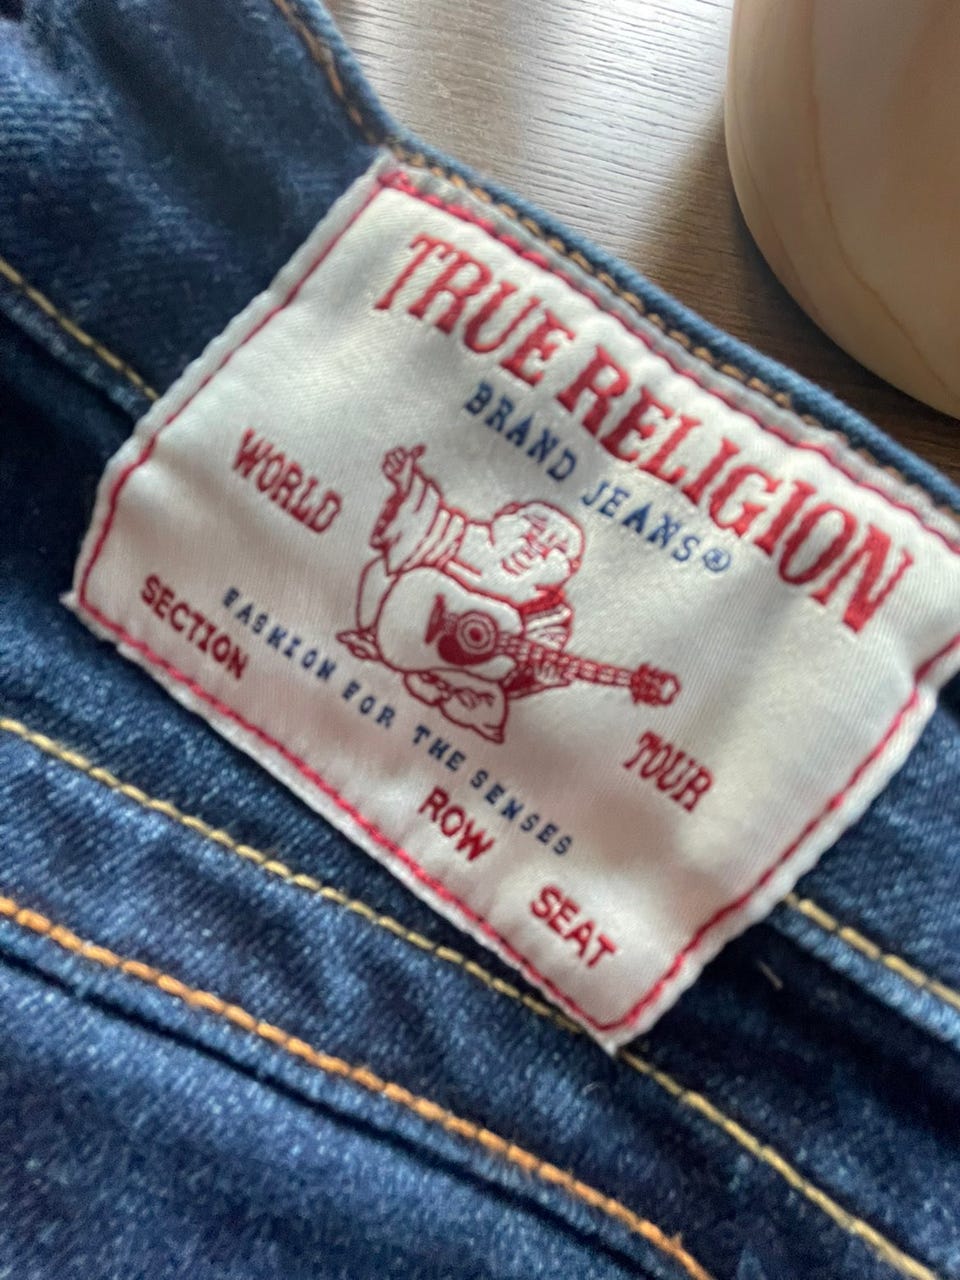 TRUE RELIGION
BRAND JEANS®
WORLD TOUR
FASHION FOR THE SENSES
SECTION ROW SEAT